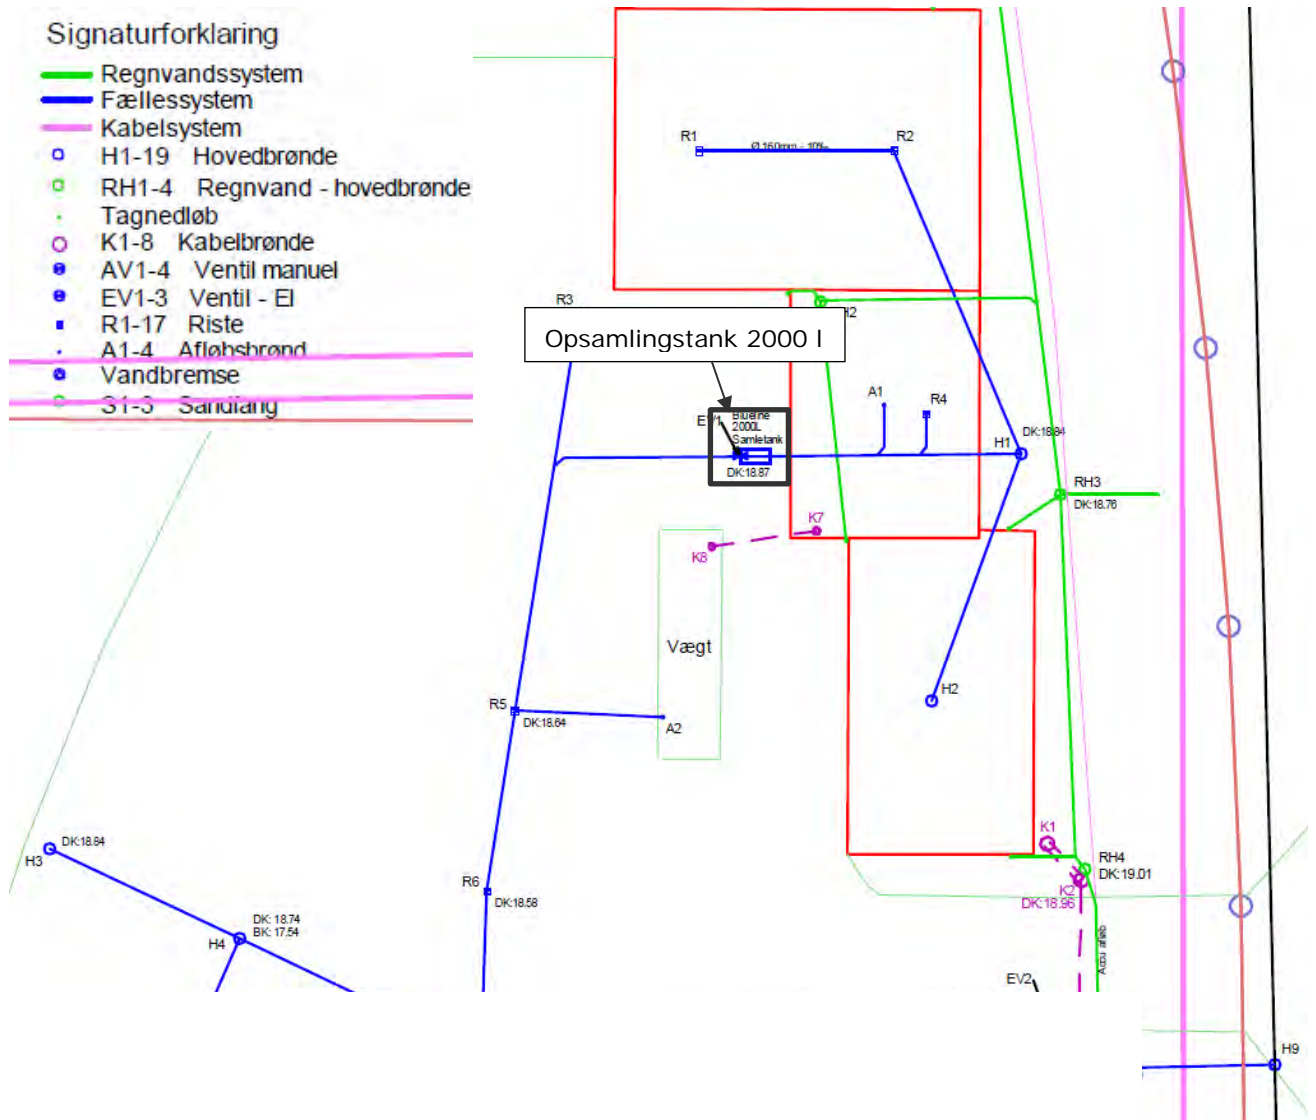 Signaturforklaring
Regnvandssystem
Fællessystem
Kabelsystem
H1-19 Hovedbrønde
RH1-4 Regnvand - hovedbrønde
Tagnedløb
K1-8 Kabelbrønde
AV1-4 Ventil manuel
EV1-3 Ventil - El
R1-17 Riste
A1-4 Afløbsbrønd
Vandbremse
S1-3 Sandfang
R1
Ø 160mm - 10‰
R2
R3
H2
Opsamlingstank 2000 l
A1
R4
EV1
Blueline
2000L
Samletank
DK:18.87
H1
DK:18.84
RH3
DK:18.76
K7
K8
Vægt
H2
R5
DK:18.64
A2
K1
RH4
DK:19.01
K2
DK:18.96
H3
DK:18.84
R6
DK:18.58
H4
DK: 18.74
BK: 17.54
EV2
H9